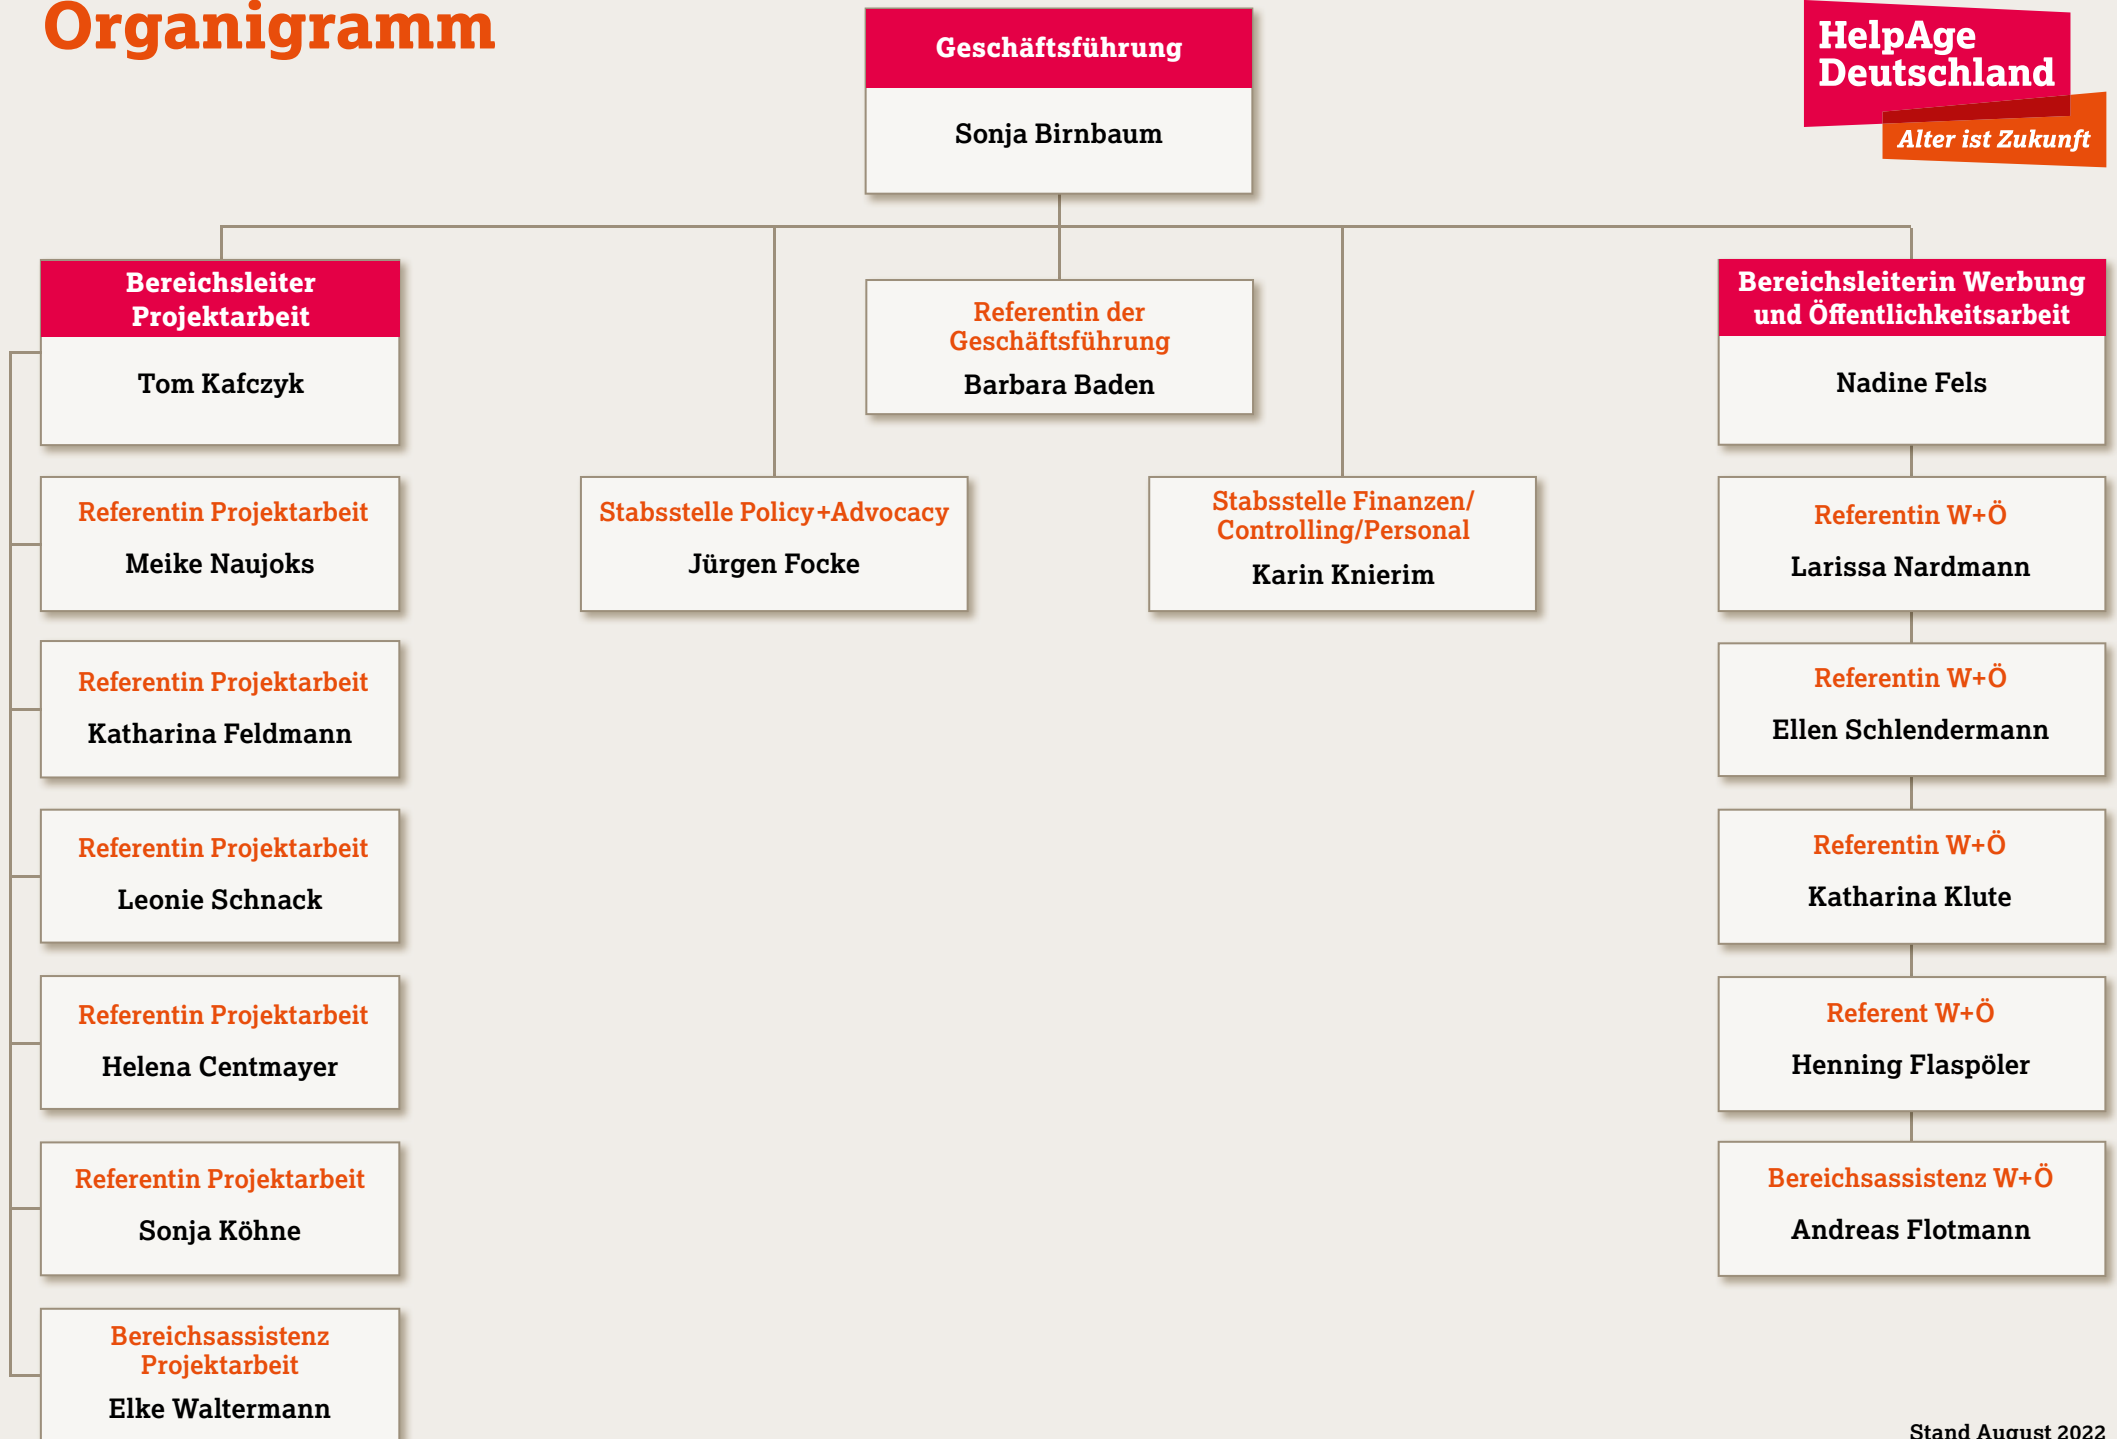 Organigramm
Geschäftsführung
Sonja Birnbaum
HelpAge
Deutschland
Alter ist Zukunft
Bereichsleiter
Projektarbeit
Tom Kafczyk
Referentin der
Geschäftsführung
Barbara Baden
Bereichsleiterin Werbung
und Öffentlichkeitsarbeit
Nadine Fels
Referentin Projektarbeit
Meike Naujoks
Stabsstelle Policy+Advocacy
Jürgen Focke
Stabsstelle Finanzen/
Controlling/Personal
Karin Knierim
Referentin W+Ö
Larissa Nardmann
Referentin Projektarbeit
Katharina Feldmann
Referentin W+Ö
Ellen Schlendermann
Referentin Projektarbeit
Leonie Schnack
Referentin W+Ö
Katharina Klute
Referentin Projektarbeit
Helena Centmayer
Referent W+Ö
Henning Flaspöler
Referentin Projektarbeit
Sonja Köhne
Bereichsassistenz W+Ö
Andreas Flotmann
Bereichsassistenz
Projektarbeit
Elke Waltermann
Stand August 2022